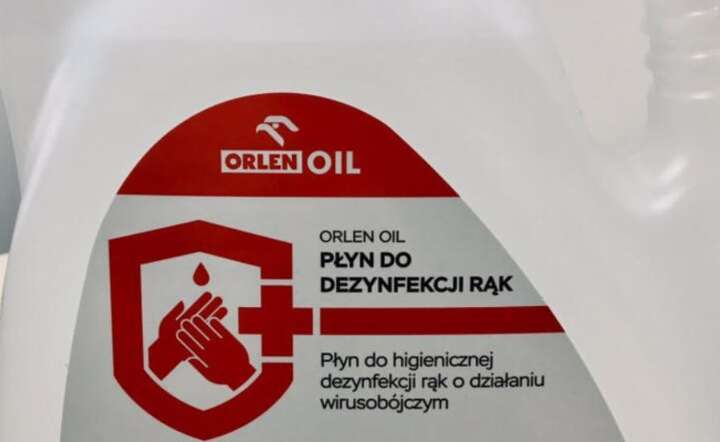 ORLEN OIL
ORLEN OIL
PŁYN DO
DEZYNFEKCJI RĄK
Płyn do higienicznej
dezynfekcji rąk o działaniu
wirusobójczym